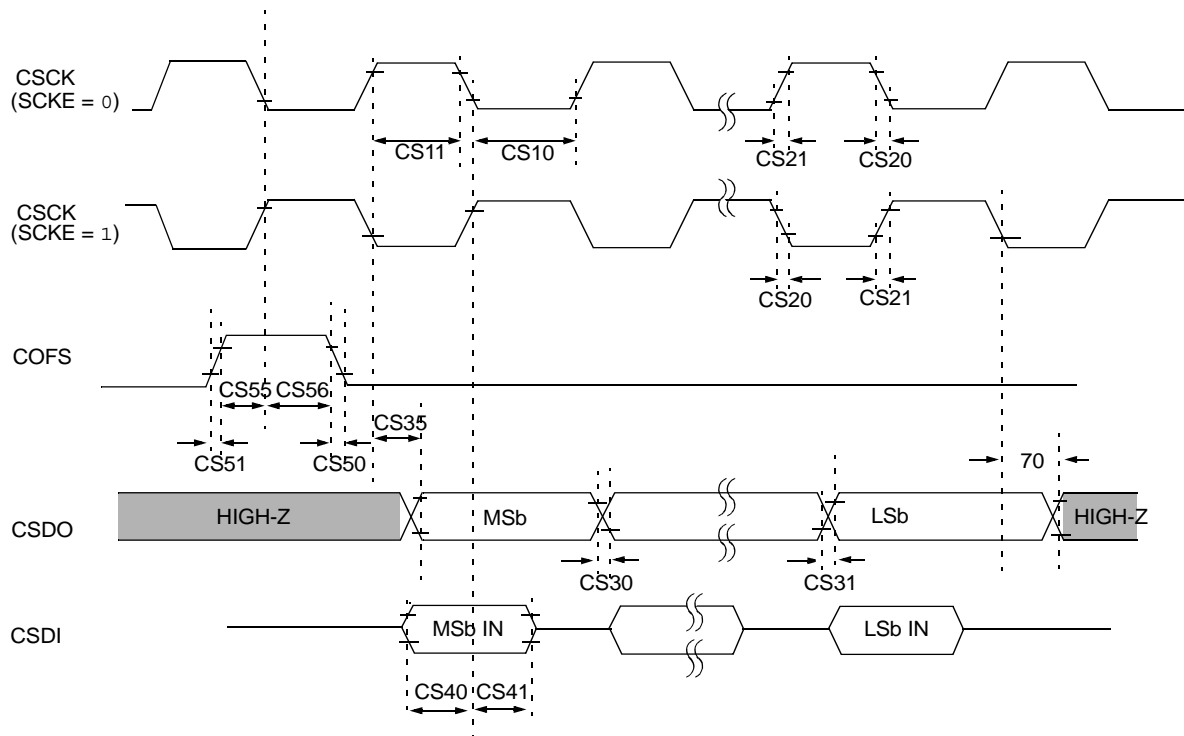 CSCK
(SCKE = 0)
CS11
CS10
CS21
CS20
CSCK
(SCKE = 1)
CS20
CS21
COFS
CS55
CS56
CS35
CS51
CS50
70
CSDO
HIGH-Z
MSb
LSb
HIGH-Z
CS30
CS31
CSDI
MSb IN
LSb IN
CS40
CS41